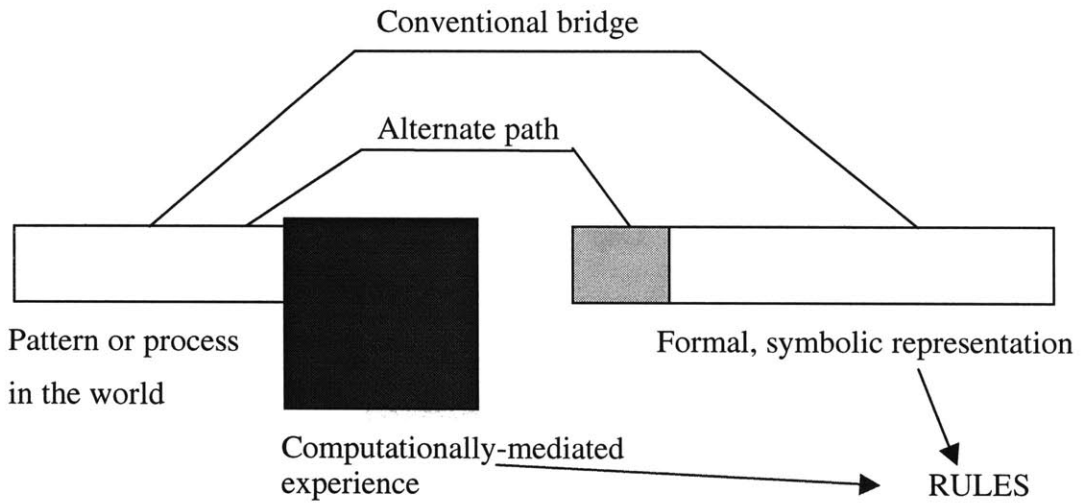 Conventional bridge
Alternate path
Pattern or process
in the world
Formal, symbolic representation
Computationally-mediated
experience
RULES